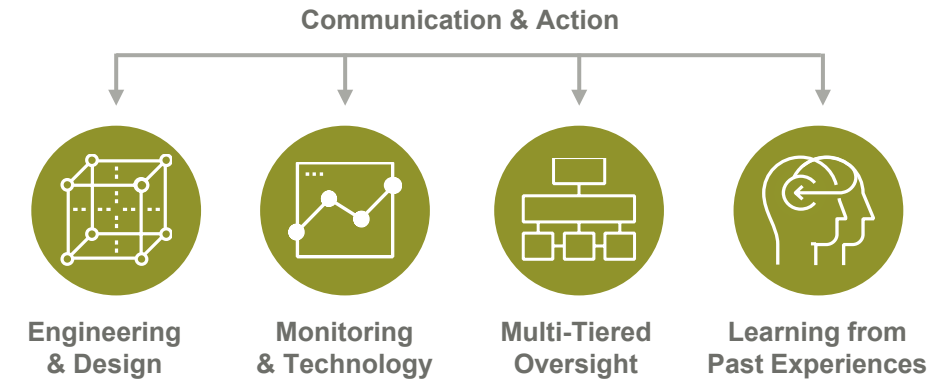 Communication & Action
Engineering
& Design
Monitoring
& Technology
Multi-Tiered
Oversight
Learning from
Past Experiences